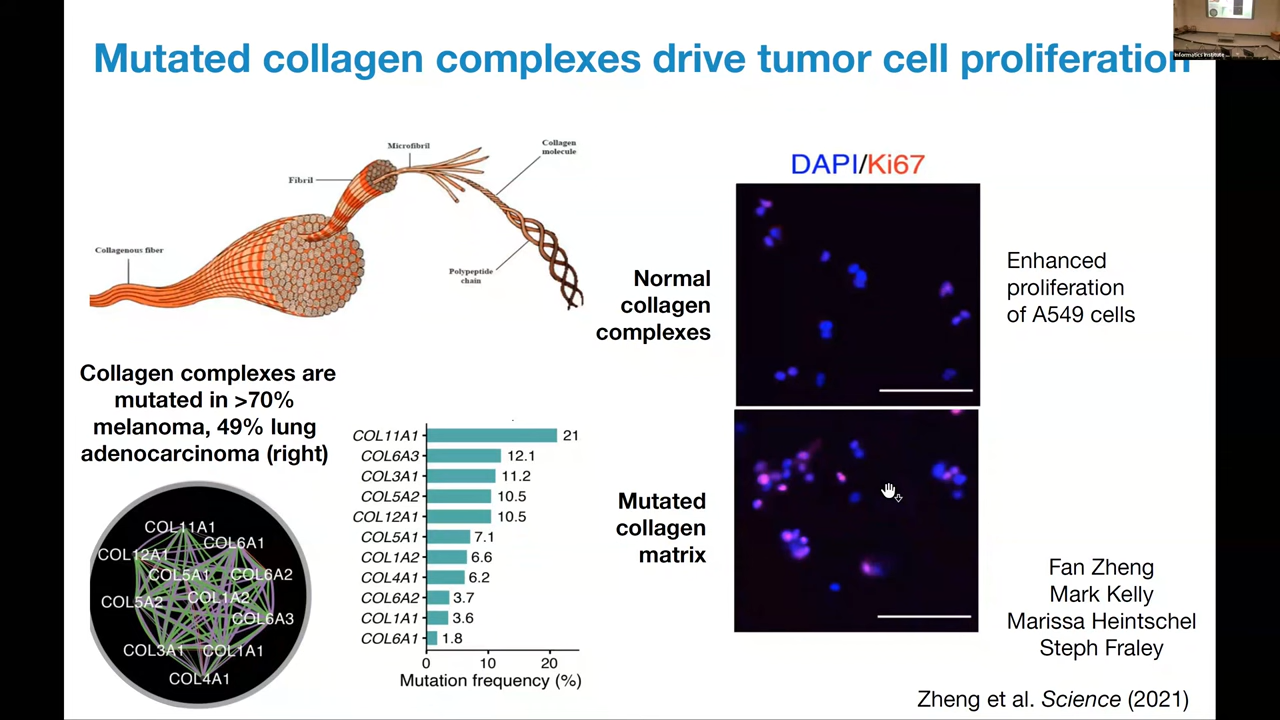 Mutated collagen complexes drive tumor cell proliferation
Informatics Institute
Microfibril
Collagen
molecule
Fibril
Collagenous fiber
Polypeptide
chain
DAPI/Ki67
Normal
collagen
complexes
Enhanced
proliferation
of A549 cells
Collagen complexes are
mutated in >70%
melanoma, 49% lung
adenocarcinoma (right)
COL11A1
COL6A1
COL12A1
COL5A1
COL6A2
COL5A2
COL1A2
COL6A3
COL3A1
COL1A1
COL4A1
COL11A1 21
COL6A3 12.1
COL3A1 11.2
COL5A2 10.5
COL12A1 10.5
COL5A1 7.1
COL1A2 6.6
COL4A1 6.2
COL6A2 3.7
COL1A1 3.6
COL6A1 1.8
0 10 20
Mutation frequency (%)
Mutated
collagen
matrix
Fan Zheng
Mark Kelly
Marissa Heintschel
Steph Fraley
Zheng et al. Science (2021)